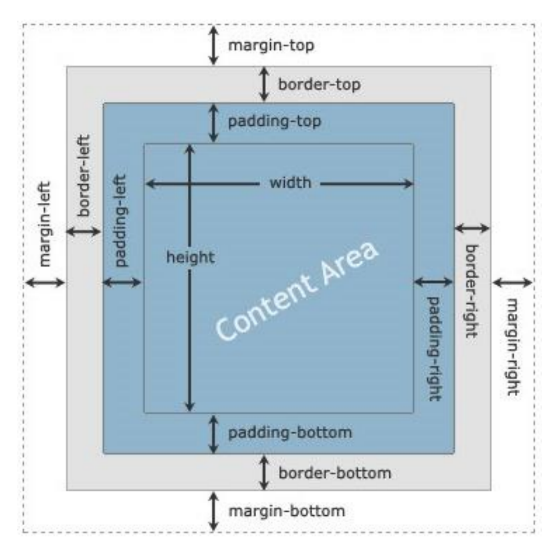 margin-top
border-top
padding-top
width
height
Content Area
margin-left
border-left
padding-left
padding-right
border-right
margin-right
padding-bottom
border-bottom
margin-bottom